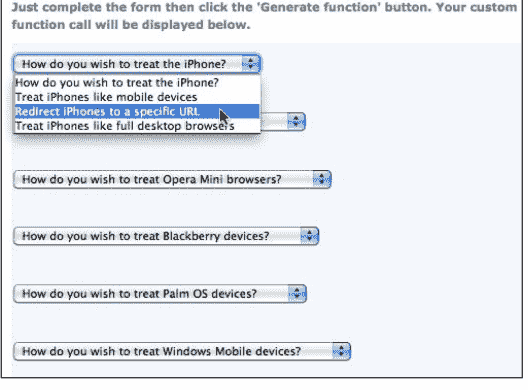 Just complete the form then click the 'Generate function' button. Your custom
function call will be displayed below.
How do you wish to treat the iPhone?
How do you wish to treat the iPhone?
Treat iPhones like mobile devices
Redirect iPhones to a specific URL
Treat iPhones like full desktop browsers
How do you wish to treat Opera Mini browsers?
How do you wish to treat Blackberry devices?
How do you wish to treat Palm OS devices?
How do you wish to treat Windows Mobile devices?